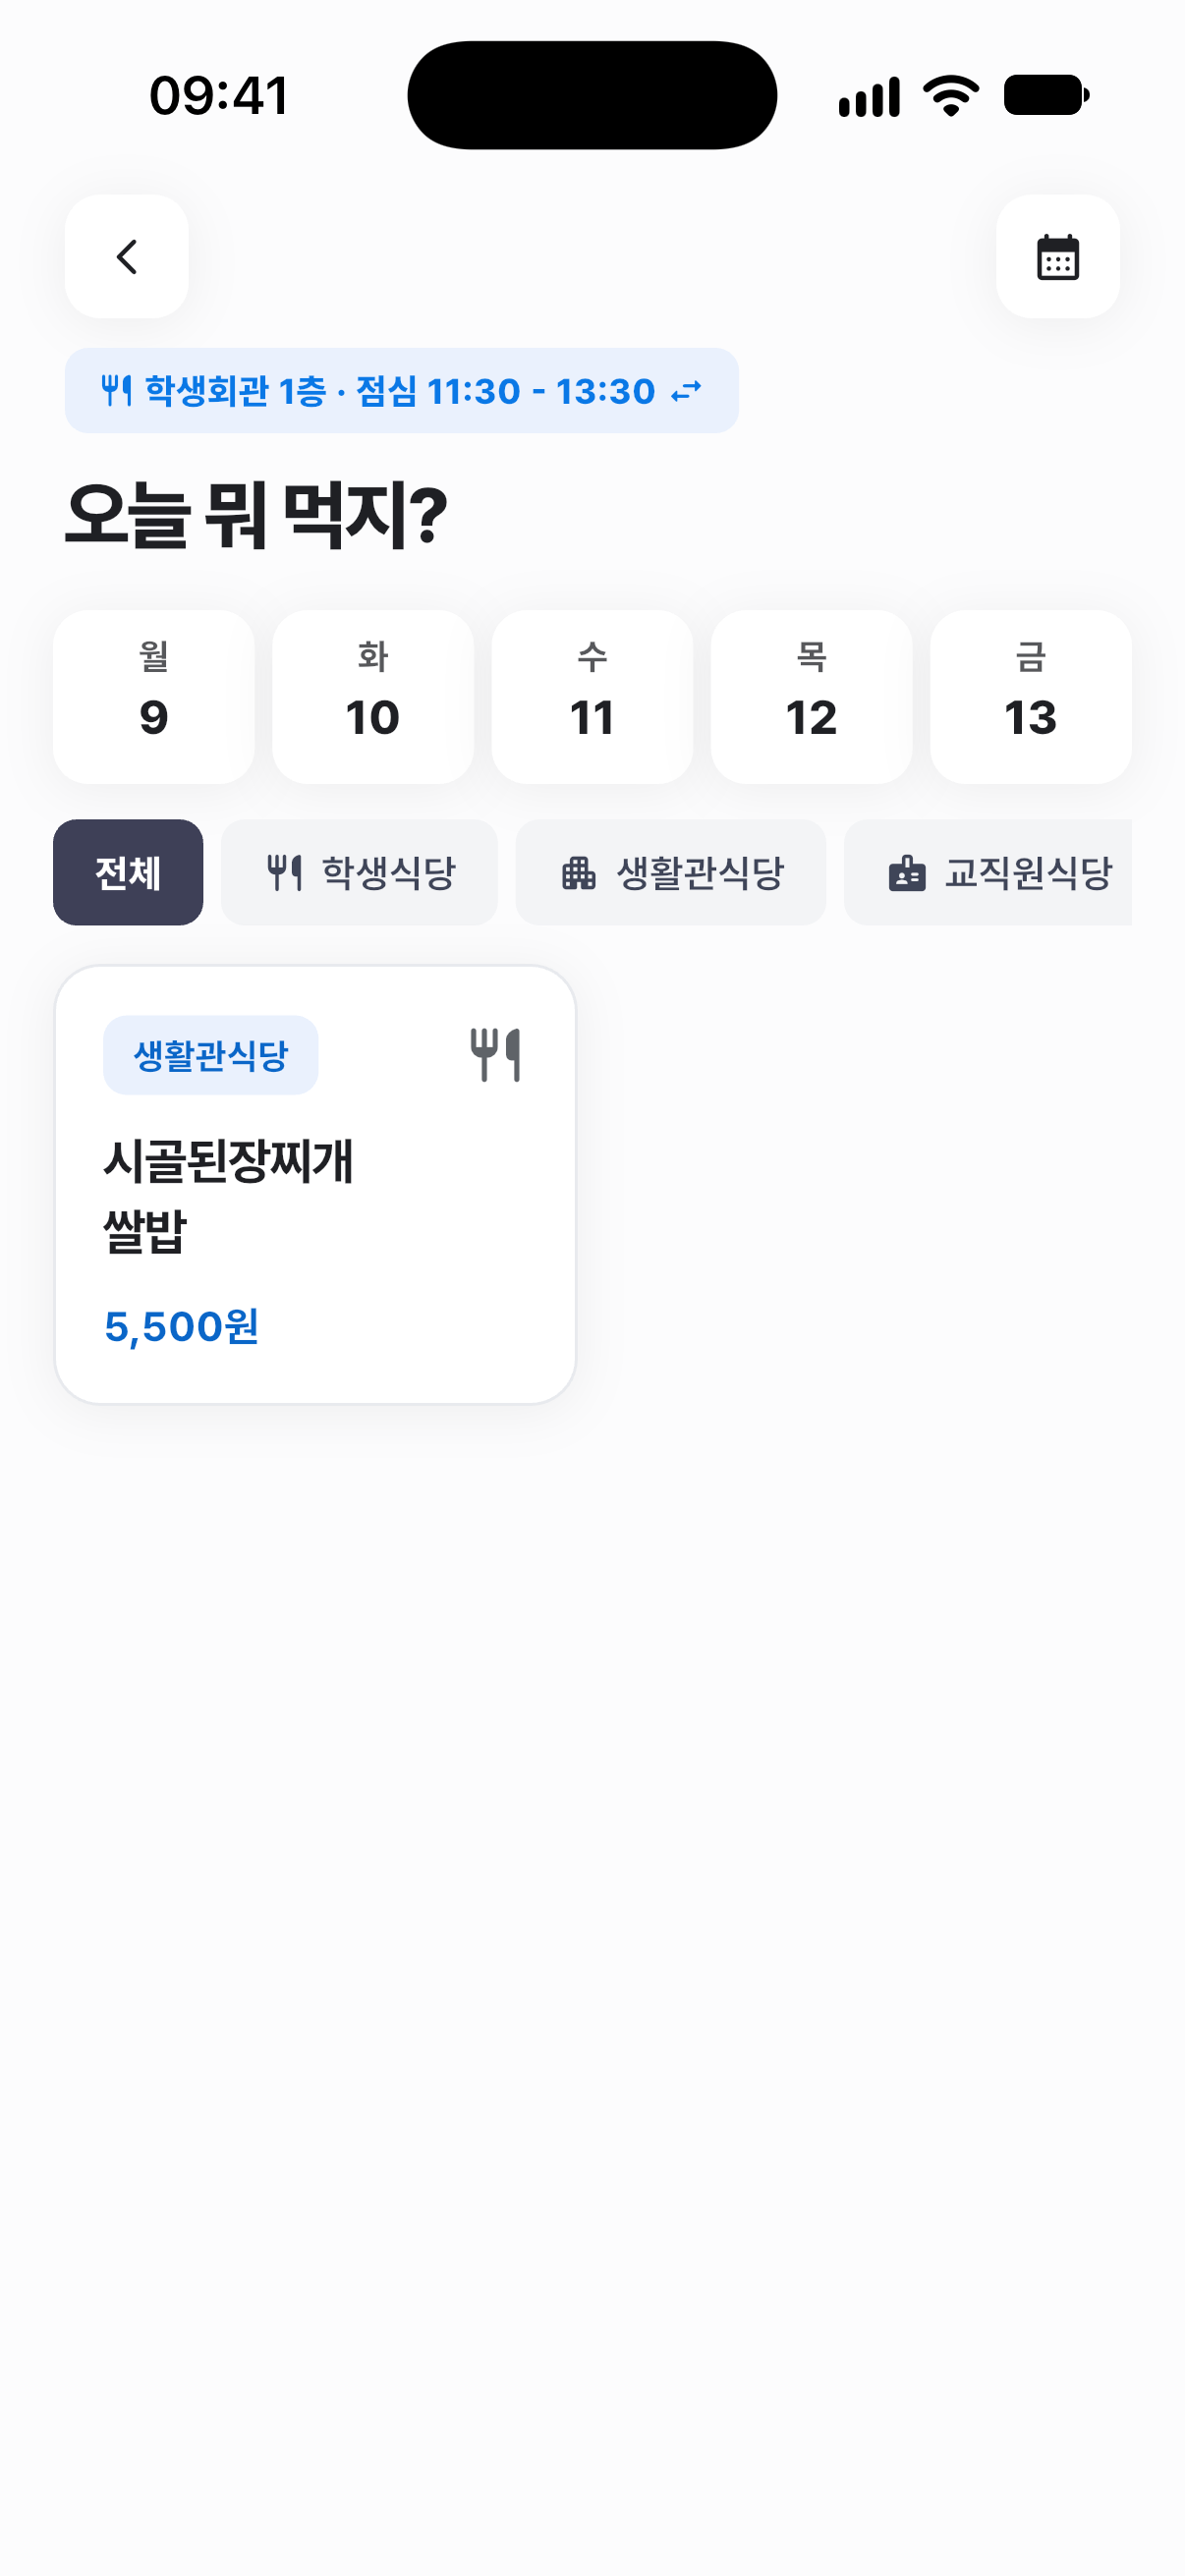 09:41
학생회관 1층 · 점심 11:30 - 13:30
오늘 뭐 먹지?
월 화 수 목 금
9 10 11 12 13
전체 학생식당 생활관식당 교직원식당
생활관식당
시골된장찌개
쌀밥
5,500원